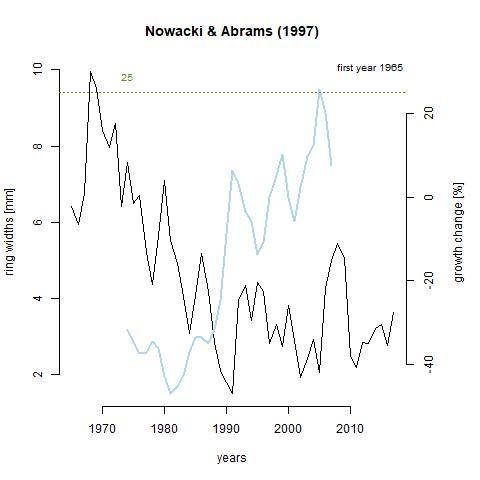 Nowacki & Abrams (1997)
first year 1965
25
10
8
6
4
2
ring widths [mm]
20
0
-20
-40
growth change [%]
1970 1980 1990 2000 2010
years